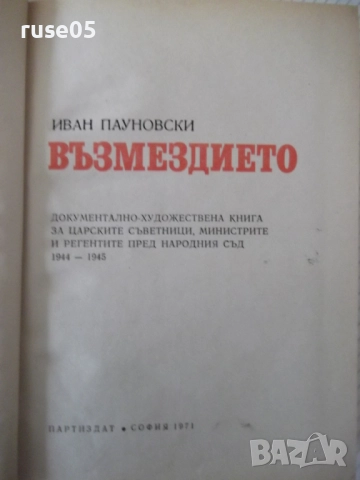 ruse05
ИВАН ПАУНОВСКИ
ВЪЗМЕЗДИЕТО
ДОКУМЕНТАЛНО-ХУДОЖЕСТВЕНА КНИГА
ЗА ЦАРСКИТЕ СЪВЕТНИЦИ, МИНИСТРИТЕ
И РЕГЕНТИТЕ ПРЕД НАРОДНИЯ СЪД
1944 — 1945
ПАРТИЗДАТ • СОФИЯ 1971
BAZAR